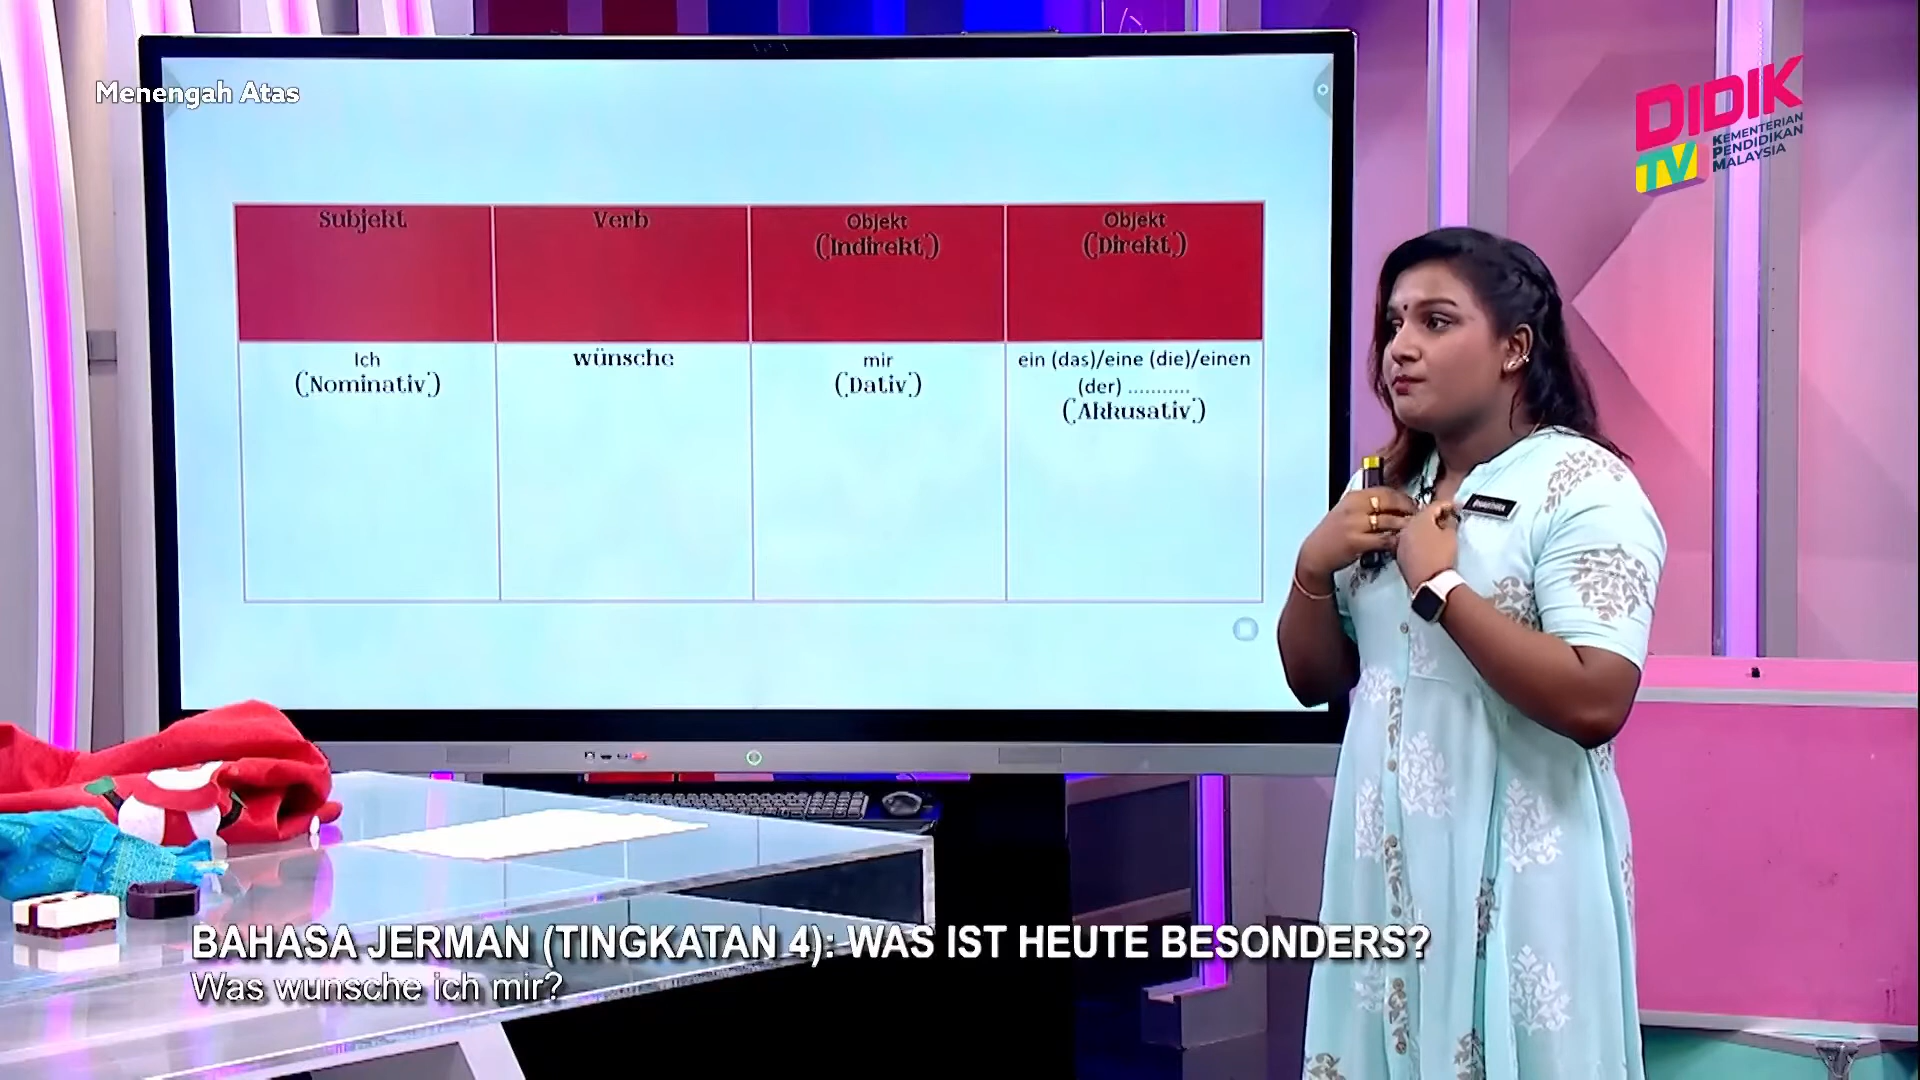 Menengah Atas
DIDIK
TV
KEMENTERIAN
PENDIDIKAN
MALAYSIA
Subjekt
Verb
Objekt
(Indirekt)
Objekt
(Direkt)
Ich
(Nominativ)
wünsche
mir
(Dativ)
ein (das)/eine (die)/einen
(der) ...........
(Akkusativ)
BAHASA JERMAN (TINGKATAN 4): WAS IST HEUTE BESONDERS?
Was wunsche ich mir?